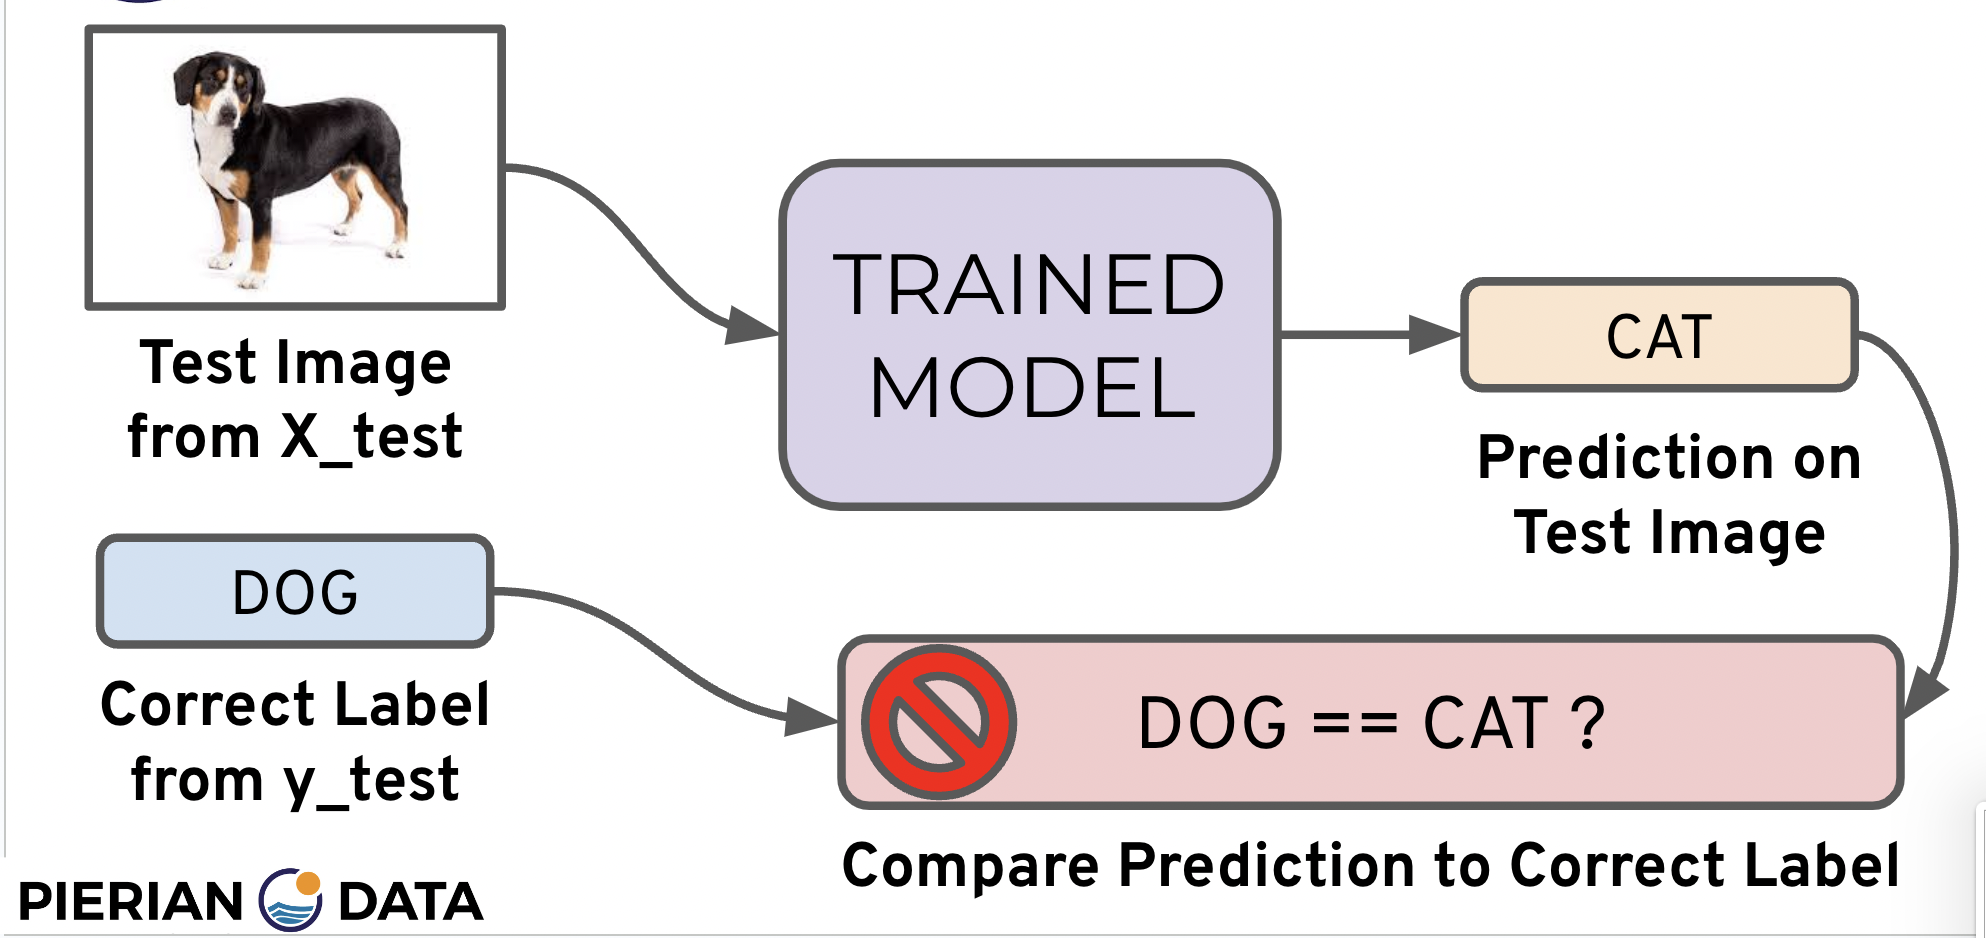 TRAINED
MODEL
CAT
Test Image
from X_test
Prediction on
Test Image
DOG
Correct Label
from y_test
DOG == CAT ?
Compare Prediction to Correct Label
PIERIAN DATA